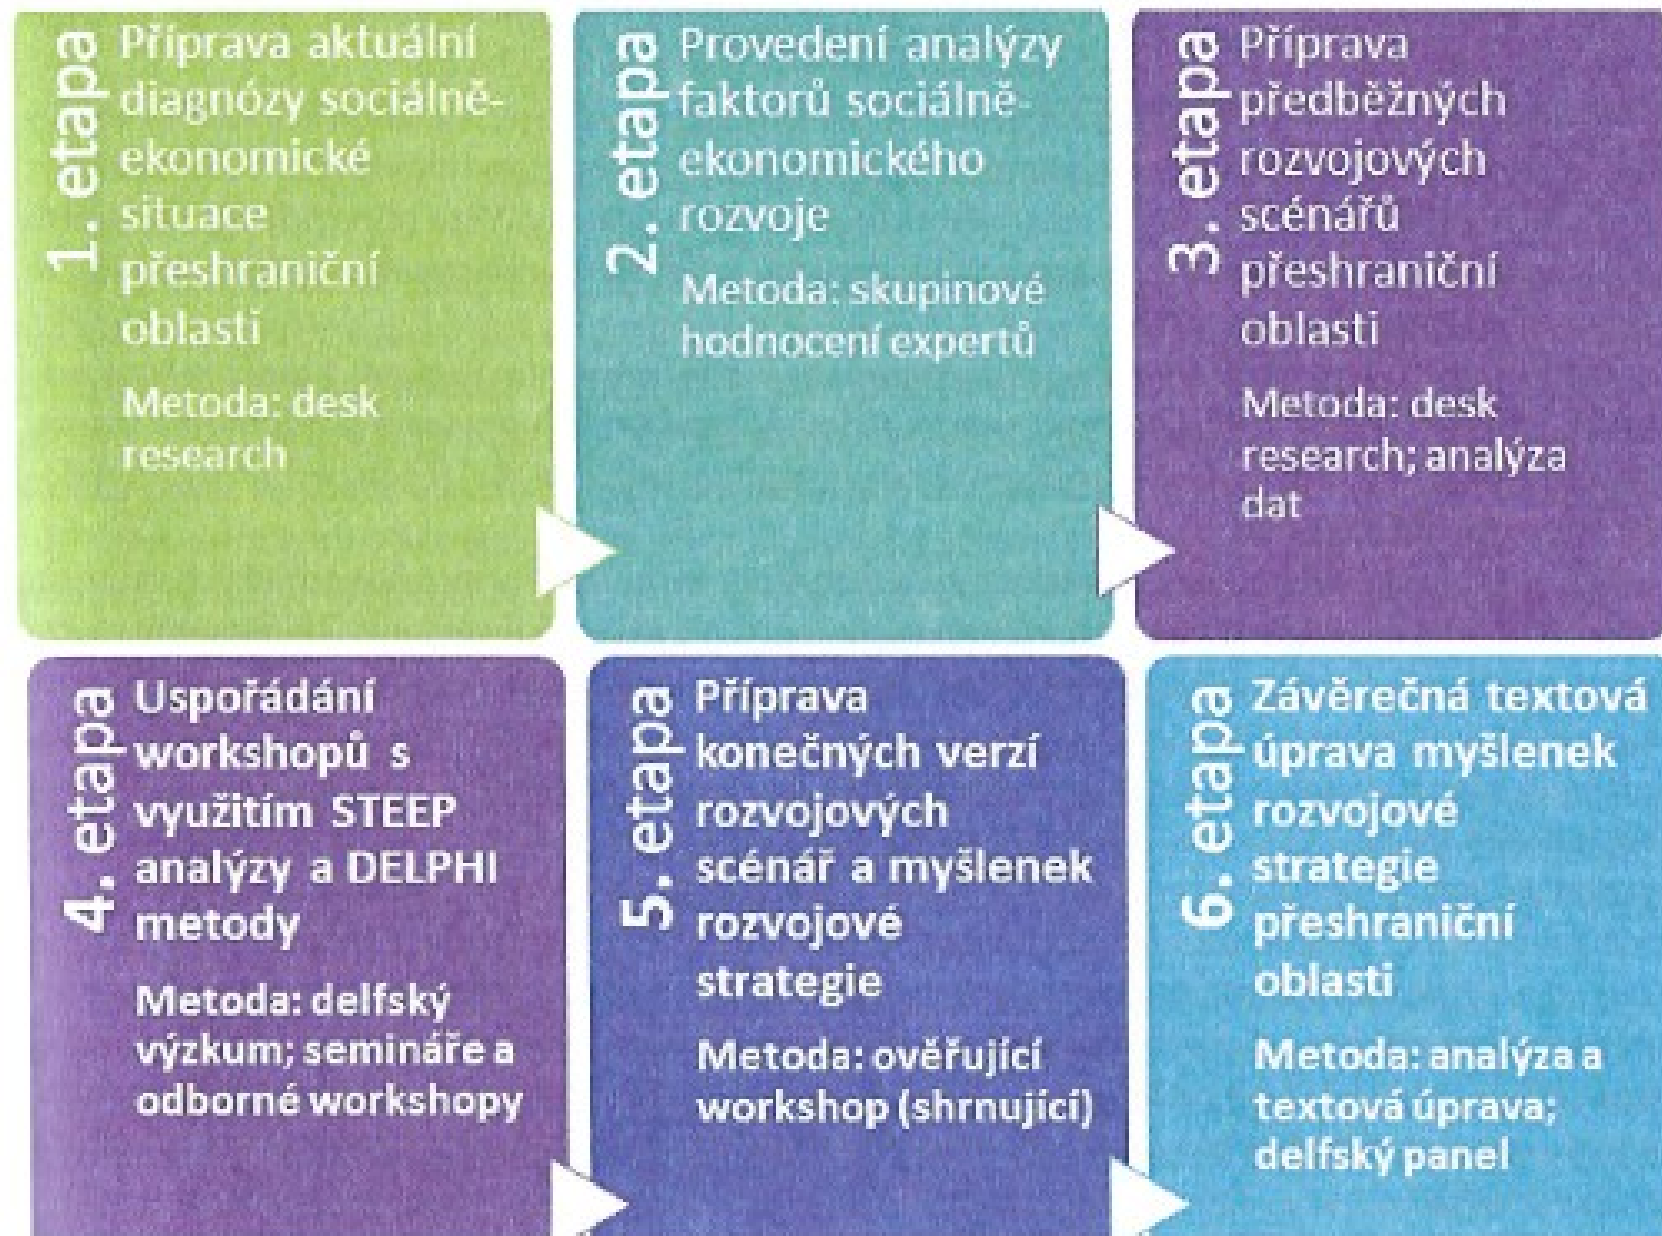 1. etapa
Příprava aktuální
diagnózy sociálně-
ekonomické
situace
přeshraniční
oblasti
Metoda: desk
research
2. etapa
Provedení analýzy
faktorů sociálně-
ekonomického
rozvoje
Metoda: skupinové
hodnocení expertů
3. etapa
Příprava
předběžných
rozvojových
scénářů
přeshraniční
oblasti
Metoda: desk
research; analýza
dat
4. etapa
Uspořádání
workshopů s
využitím STEEP
analýzy a DELPHI
metody
Metoda: delfský
výzkum; semináře a
odborné workshopy
5. etapa
Příprava
konečných verzí
rozvojových
scénář a myšlenek
rozvojové
strategie
Metoda: ověřující
workshop (shrnující)
6. etapa
Závěrečná textová
úprava myšlenek
rozvojové
strategie
přeshraniční
oblasti
Metoda: analýza a
textová úprava;
delfský panel